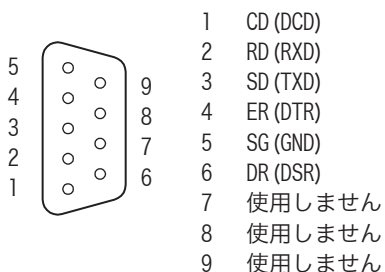 5
4
3
2
1
9
8
7
6
1 CD (DCD)
2 RD (RXD)
3 SD (TXD)
4 ER (DTR)
5 SG (GND)
6 DR (DSR)
7 使用しません
8 使用しません
9 使用しません